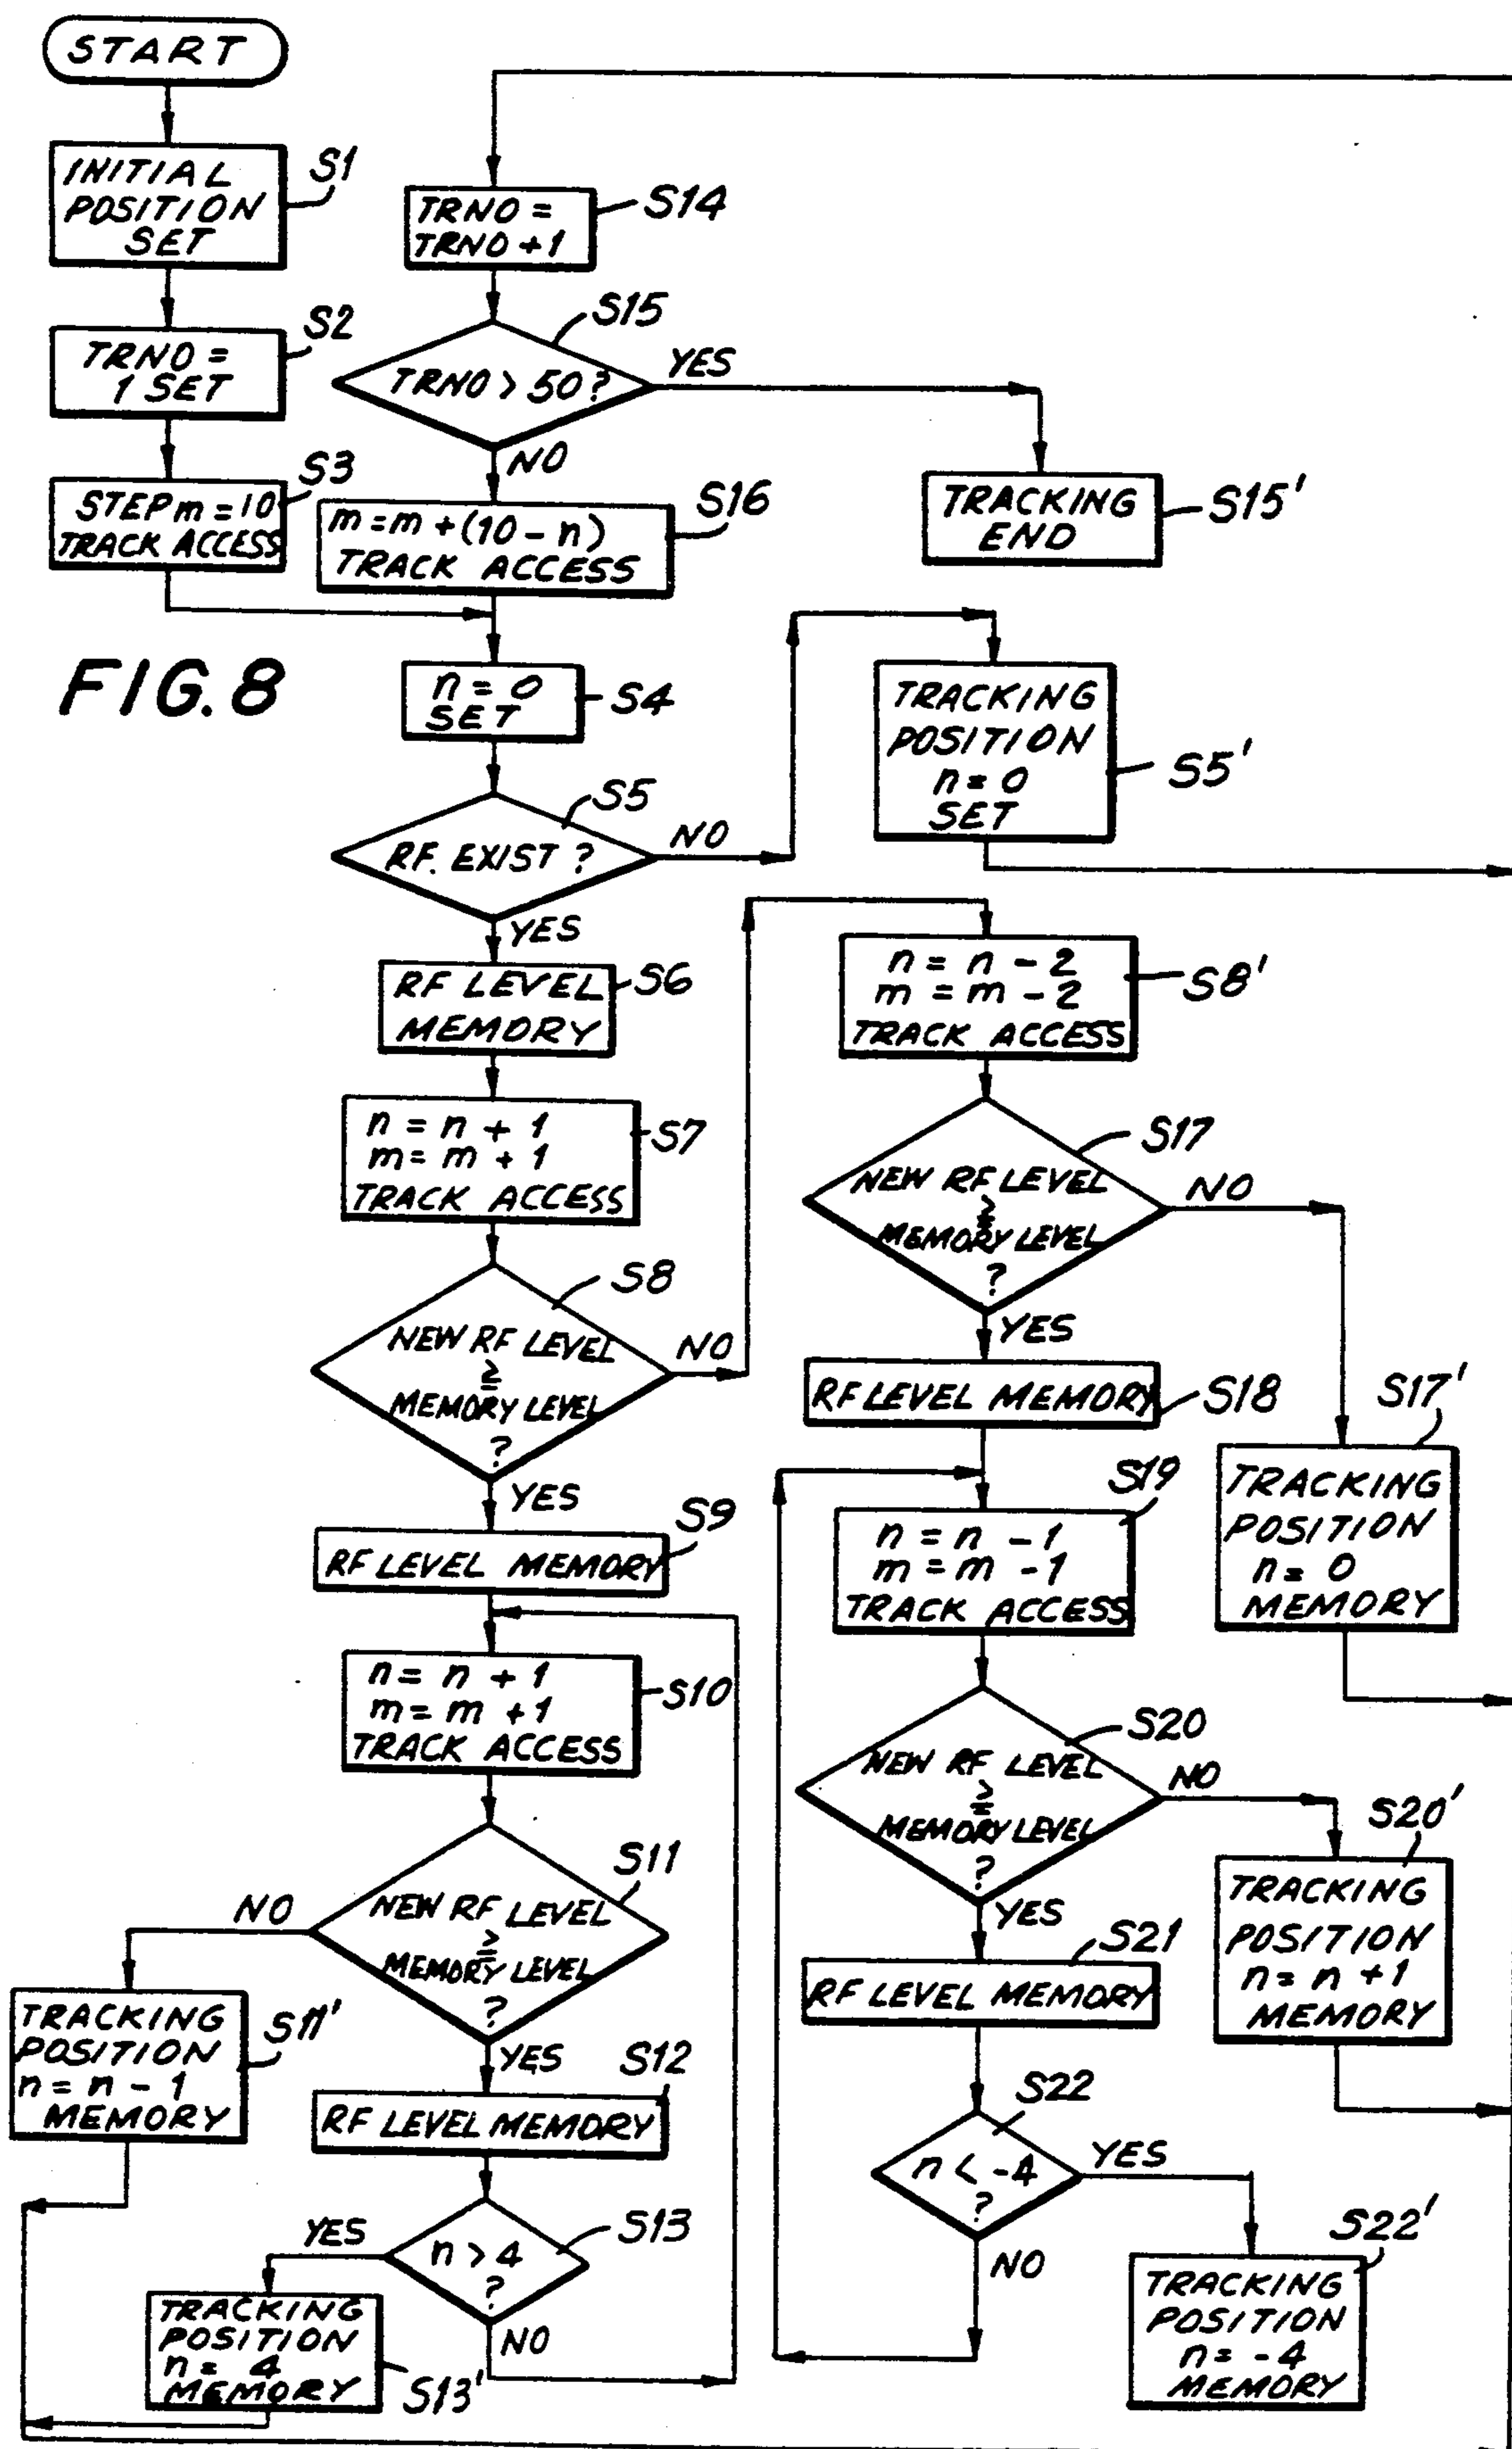 START
INITIAL
POSITION
SET
S1
TRNO =
1 SET
S2
STEP m = 10
TRACK ACCESS
S3
TRNO =
TRNO + 1
S14
TRNO > 50 ?
S15
YES
NO
TRACKING
END
S15'
m = m + (10 - n)
TRACK ACCESS
S16
FIG. 8
n = 0
SET
S4
RF. EXIST ?
S5
NO
YES
TRACKING
POSITION
n = 0
SET
S5'
RF LEVEL
MEMORY
S6
n = n + 1
m = m + 1
TRACK ACCESS
S7
NEW RF LEVEL
≧
MEMORY LEVEL
?
S8
NO
YES
RF LEVEL MEMORY
S9
n = n + 1
m = m + 1
TRACK ACCESS
S10
NEW RF LEVEL
≧
MEMORY LEVEL
?
S11
NO
YES
TRACKING
POSITION
n = n - 1
MEMORY
S11'
RF LEVEL MEMORY
S12
n > 4
?
S13
YES
NO
TRACKING
POSITION
n = 4
MEMORY
S13'
n = n - 2
m = m - 2
TRACK ACCESS
S8'
NEW RF LEVEL
≧
MEMORY LEVEL
?
S17
NO
YES
TRACKING
POSITION
n = 0
MEMORY
S17'
RF LEVEL MEMORY
S18
n = n - 1
m = m - 1
TRACK ACCESS
S19
NEW RF LEVEL
≧
MEMORY LEVEL
?
S20
NO
YES
TRACKING
POSITION
n = n + 1
MEMORY
S20'
RF LEVEL MEMORY
S21
n < -4
?
S22
YES
NO
TRACKING
POSITION
n = -4
MEMORY
S22'